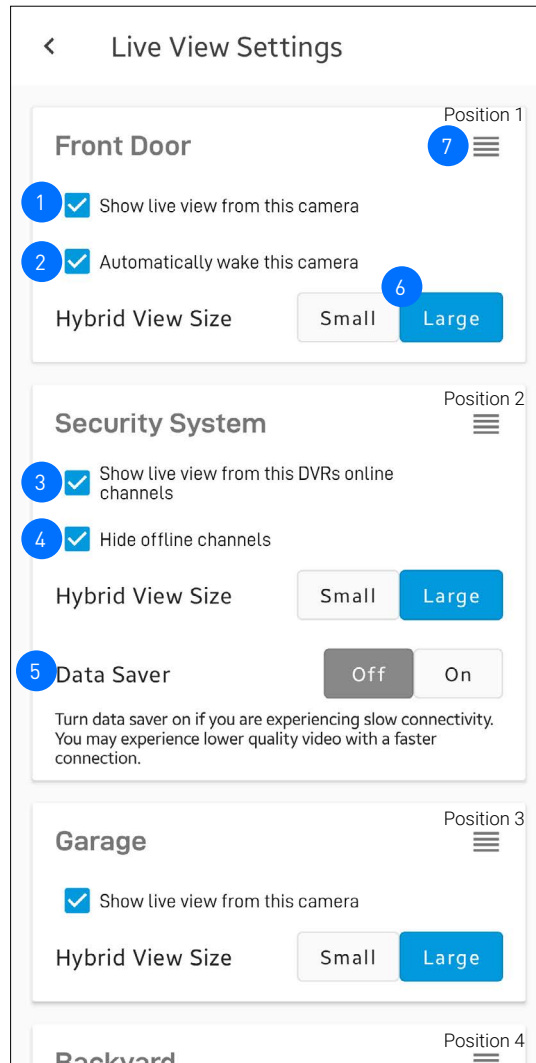 Live View Settings
Position 1
Front Door
7
1 Show live view from this camera
2 Automatically wake this camera
6
Hybrid View Size Small Large
Position 2
Security System
3 Show live view from this DVRs online
channels
4 Hide offline channels
Hybrid View Size Small Large
5 Data Saver Off On
Turn data saver on if you are experiencing slow connectivity.
You may experience lower quality video with a faster
connection.
Position 3
Garage
Show live view from this camera
Hybrid View Size Small Large
Position 4
Backyard